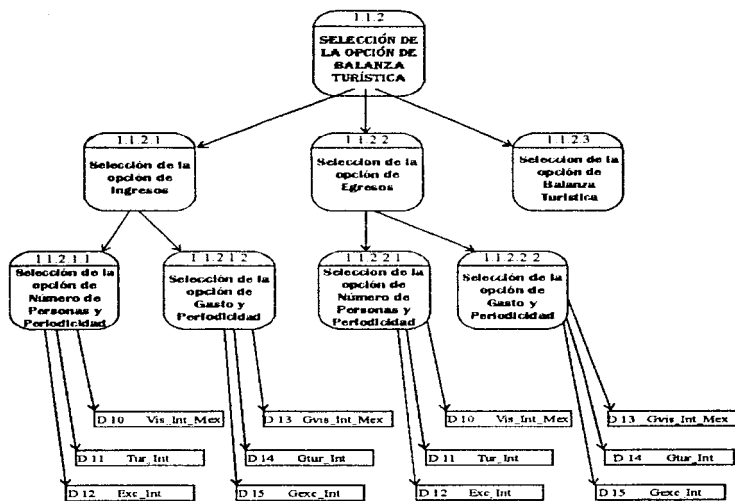 1.1.2
SELECCIÓN DE
LA OPCIÓN DE
BALANZA
TURÍSTICA
1.1.2.1
Selección de la
opción de
Ingresos
1.1.2.2
Selección de la
opción de
Egresos
1.1.2.3
Selección de la
opción de
Balanza
Turística
1.1.2.1.1
Selección de la
opción de
Número de
Personas y
Periodicidad
1.1.2.1.2
Selección de la
opción de
Gasto y
Periodicidad
1.1.2.2.1
Selección de la
opción de
Número de
Personas y
Periodicidad
1.1.2.2.2
Selección de la
opción de
Gasto y
Periodicidad
D 10 Vis_Int_Mex
D 13 Gvis_Int_Mex
D 10 Vis_Int_Mex
D 13 Gvis_Int_Mex
D 11 Tur_Int
D 14 Gtur_Int
D 11 Tur_Int
D 14 Gtur_Int
D 12 Exc_Int
D 15 Gexc_Int
D 12 Exc_Int
D 15 Gexc_Int